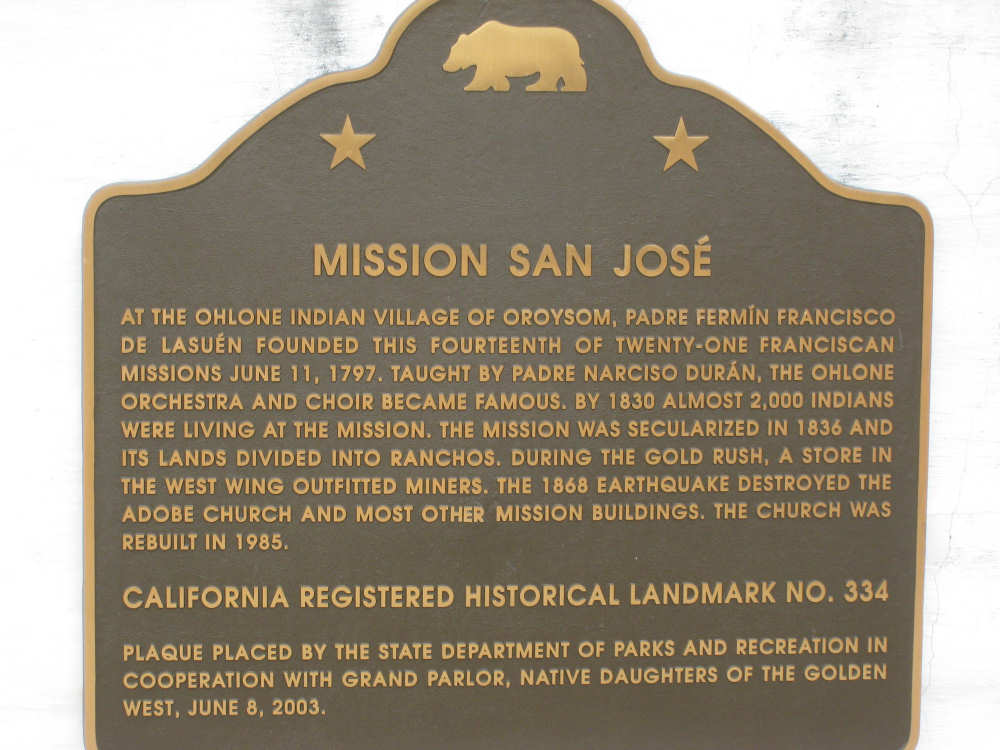 MISSION SAN JOSÉ
AT THE OHLONE INDIAN VILLAGE OF OROYSOM, PADRE FERMÍN FRANCISCO
DE LASUÉN FOUNDED THIS FOURTEENTH OF TWENTY-ONE FRANCISCAN
MISSIONS JUNE 11, 1797. TAUGHT BY PADRE NARCISO DURÁN, THE OHLONE
ORCHESTRA AND CHOIR BECAME FAMOUS. BY 1830 ALMOST 2,000 INDIANS
WERE LIVING AT THE MISSION. THE MISSION WAS SECULARIZED IN 1836 AND
ITS LANDS DIVIDED INTO RANCHOS. DURING THE GOLD RUSH, A STORE IN
THE WEST WING OUTFITTED MINERS. THE 1868 EARTHQUAKE DESTROYED THE
ADOBE CHURCH AND MOST OTHER MISSION BUILDINGS. THE CHURCH WAS
REBUILT IN 1985.
CALIFORNIA REGISTERED HISTORICAL LANDMARK NO. 334
PLAQUE PLACED BY THE STATE DEPARTMENT OF PARKS AND RECREATION IN
COOPERATION WITH GRAND PARLOR, NATIVE DAUGHTERS OF THE GOLDEN
WEST, JUNE 8, 2003.